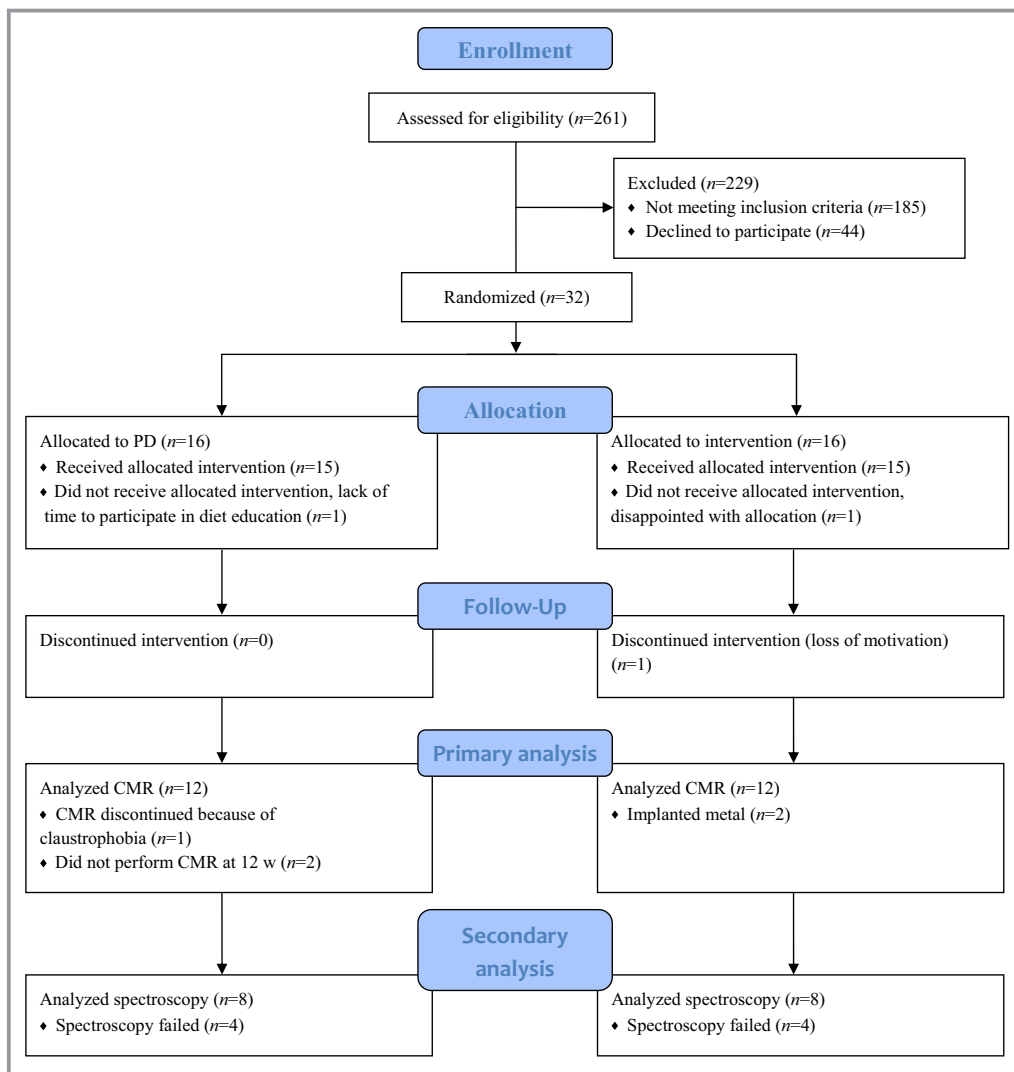 Enrollment
Assessed for eligibility (n=261)
Excluded (n=229)
♦ Not meeting inclusion criteria (n=185)
♦ Declined to participate (n=44)
Randomized (n=32)
Allocation
Allocated to PD (n=16)
♦ Received allocated intervention (n=15)
♦ Did not receive allocated intervention, lack of
time to participate in diet education (n=1)
Allocated to intervention (n=16)
♦ Received allocated intervention (n=15)
♦ Did not receive allocated intervention,
disappointed with allocation (n=1)
Follow-Up
Discontinued intervention (n=0)
Discontinued intervention (loss of motivation)
(n=1)
Primary analysis
Analyzed CMR (n=12)
♦ CMR discontinued because of
claustrophobia (n=1)
♦ Did not perform CMR at 12 w (n=2)
Analyzed CMR (n=12)
♦ Implanted metal (n=2)
Secondary
analysis
Analyzed spectroscopy (n=8)
♦ Spectroscopy failed (n=4)
Analyzed spectroscopy (n=8)
♦ Spectroscopy failed (n=4)